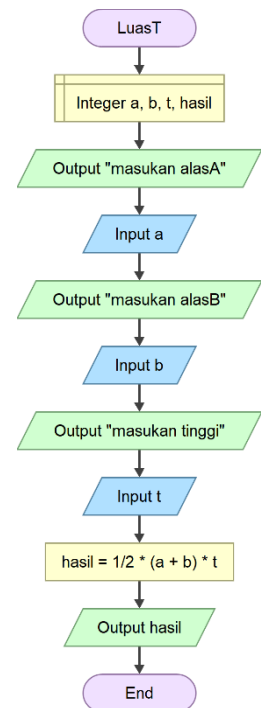 LuasT
Integer a, b, t, hasil
Output "masukan alasA"
Input a
Output "masukan alasB"
Input b
Output "masukan tinggi"
Input t
hasil = 1/2 * (a + b) * t
Output hasil
End